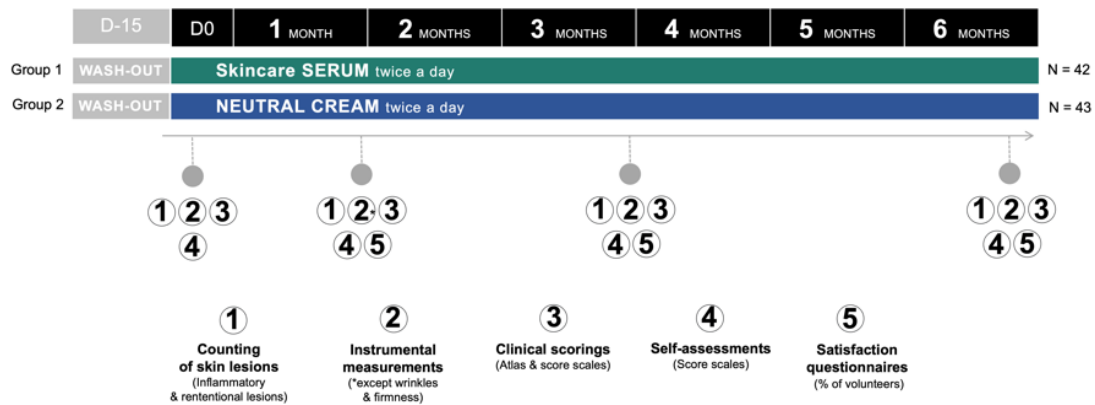 D-15 D0 1 MONTH 2 MONTHS 3 MONTHS 4 MONTHS 5 MONTHS 6 MONTHS
Group 1 WASH-OUT Skincare SERUM twice a day N = 42
Group 2 WASH-OUT NEUTRAL CREAM twice a day N = 43
1 2 3 1 2* 3 1 2 3 1 2 3
4 4 5 4 5 4 5
1 2 3 4 5
Counting Instrumental Clinical scorings Self-assessments Satisfaction
of skin lesions measurements (Atlas & score scales) (Score scales) questionnaires
(Inflammatory (*except wrinkles (% of volunteers)
& rentential lesions) & firmness)